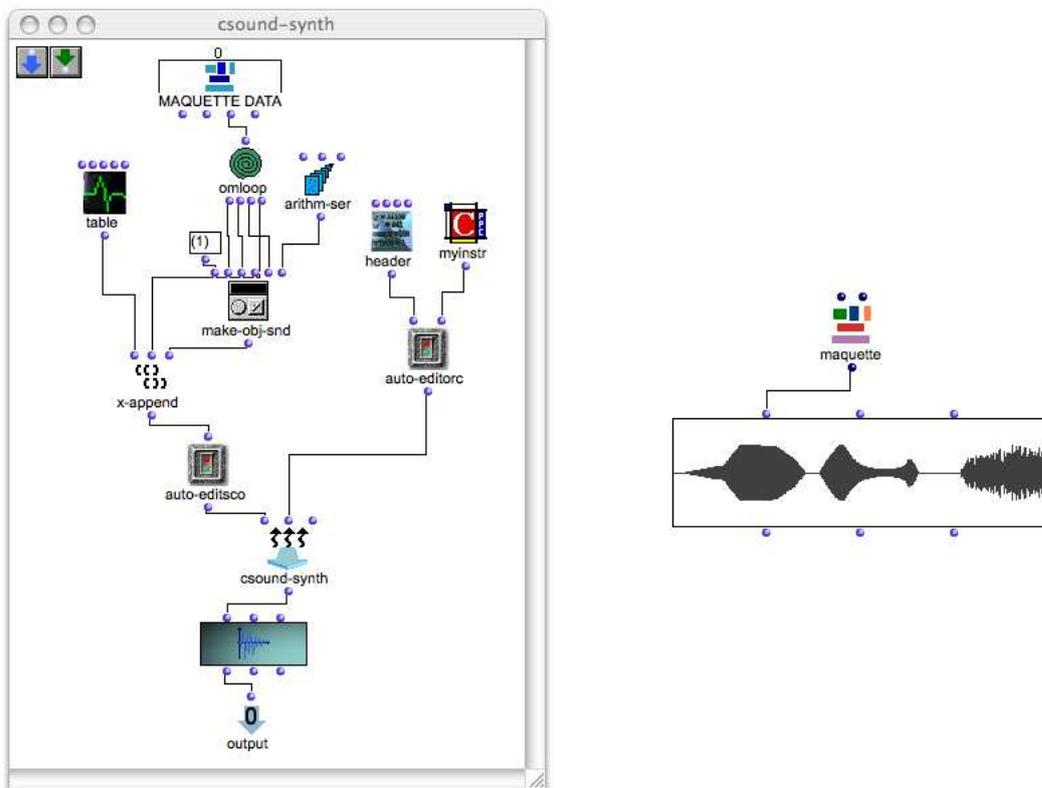 csound-synth
0
MAQUETTE DATA
omloop
arithm-ser
table
(1)
header
myinstr
make-obj-snd
auto-editorc
x-append
auto-editsco
csound-synth
0
output
maquette